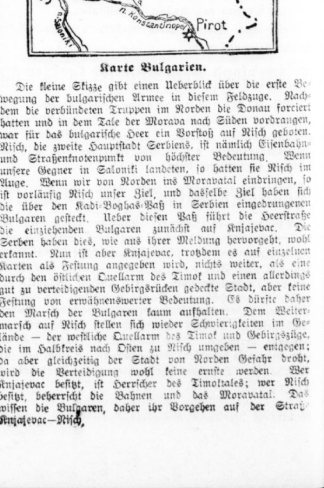 n. Konstantinopel
Pirot
Karte Bulgarien.
Die kleine Skizze gibt einen Ueberblick über die erste Be-
wegung der bulgarischen Armee in diesem Feldzuge. Nach-
dem die verbündeten Truppen im Norden die Donau forciert
hatten und in dem Tale der Morava nach Süden vordrangen,
war für das bulgarische Heer ein Vorstoß auf Nisch geboten.
Nisch, die zweite Hauptstadt Serbiens, ist nämlich Eisenbahn-
und Straßenknotenpunkt von höchster Bedeutung. Wenn
unsere Gegner in Saloniki landeten, so hatten sie Nisch im
Auge. Wenn wir von Norden ins Moravatal eindringen, so
ist vorläufig Nisch unser Ziel, und dasselbe Ziel haben sich
die über den Kadi-Boghas-Paß in Serbien eingedrungenen
Bulgaren gesteckt. Ueber diesen Paß führt die Heerstraße
die einziehenden Bulgaren zunächst auf Knjajevac. Die
Serben haben dies, wie aus ihrer Meldung hervorgeht, wohl
erkannt. Nun ist aber Knjajevac, trotzdem es auf einzelnen
Karten als Festung angegeben wird, nichts weiter, als eine
durch den östlichen Quellarm des Timok und einen allerdings
gut zu verteidigenden Gebirgsrücken gedeckte Stadt, aber keine
Festung von erwähnenswerter Bedeutung. Es dürfte daher
den Marsch der Bulgaren kaum aufhalten. Dem Weiter-
marsch auf Nisch stellen sich wieder Schwierigkeiten im Ge-
lände — der westliche Quellarm des Timok und Gebirgszüge,
die im Halbkreis nach Osten zu Nisch umgeben — entgegen;
da aber gleichzeitig der Stadt von Norden Gefahr droht,
wird die Verteidigung wohl keine ernste werden. Wer
Knjajevac besitzt, ist Herrscher des Timoktales; wer Nisch
besitzt, beherrscht die Bahnen und das Moravatal. Das
wissen die Bulgaren, daher ihr Vorgehen auf der Straße
Knjajevac—Nisch.